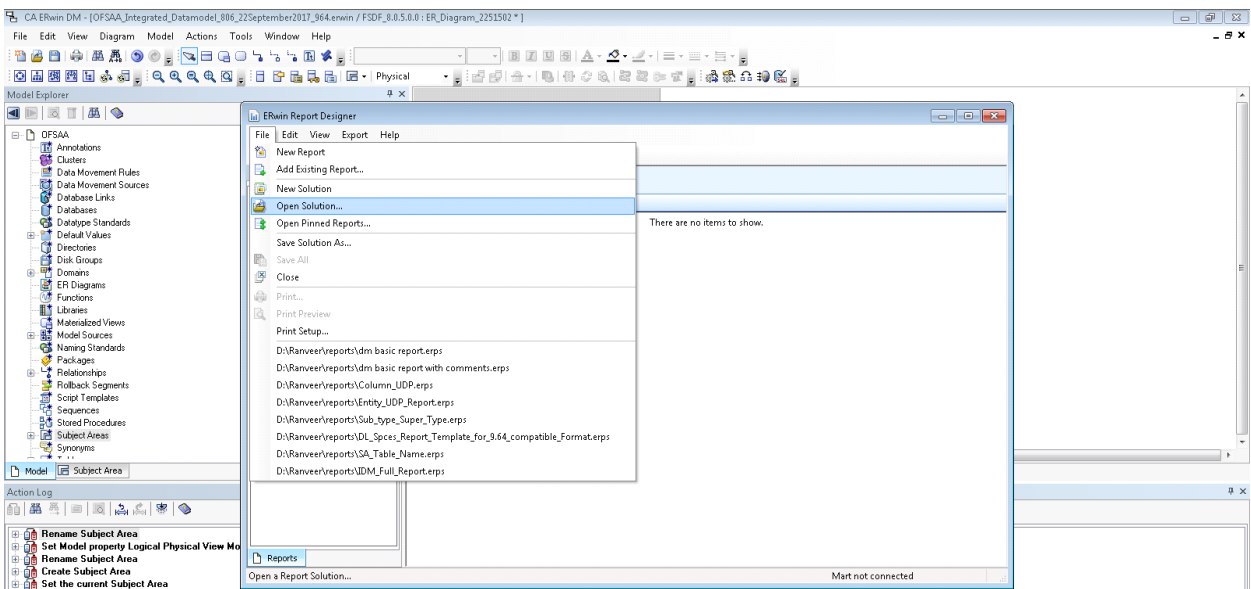 CA ERwin DM - [OFSAA_Integrated_Datamodel_806_22September2017_964.erwin / FSDF_8.0.5.0.0 : ER_Diagram_2251502 * ]
File Edit View Diagram Model Actions Tools Window Help
Physical
Model Explorer
OFSAA
Annotations
Clusters
Data Movement Rules
Data Movement Sources
Database Links
Databases
Datatype Standards
Default Values
Directories
Disk Groups
Domains
ER Diagrams
Functions
Libraries
Materialized Views
Model Sources
Naming Standards
Packages
Relationships
Rollback Segments
Script Templates
Sequences
Stored Procedures
Subject Areas
Synonyms
Model Subject Area
ERwin Report Designer
File Edit View Export Help
New Report
Add Existing Report...
New Solution
Open Solution...
Open Pinned Reports...
Save Solution As...
Save All
Close
Print...
Print Preview
Print Setup...
D:\Ranveer\reports\dm basic report.erps
D:\Ranveer\reports\dm basic report with comments.erps
D:\Ranveer\reports\Column_UDP.erps
D:\Ranveer\reports\Entity_UDP_Report.erps
D:\Ranveer\reports\Sub_type_Super_Type.erps
D:\Ranveer\reports\DL_Spces_Report_Template_for_9.64_compatible_Format.erps
D:\Ranveer\reports\SA_Table_Name.erps
D:\Ranveer\reports\IDM_Full_Report.erps
There are no items to show.
Reports
Open a Report Solution... Mart not connected
Action Log
Rename Subject Area
Set Model property Logical Physical View Mo
Rename Subject Area
Create Subject Area
Set the current Subject Area